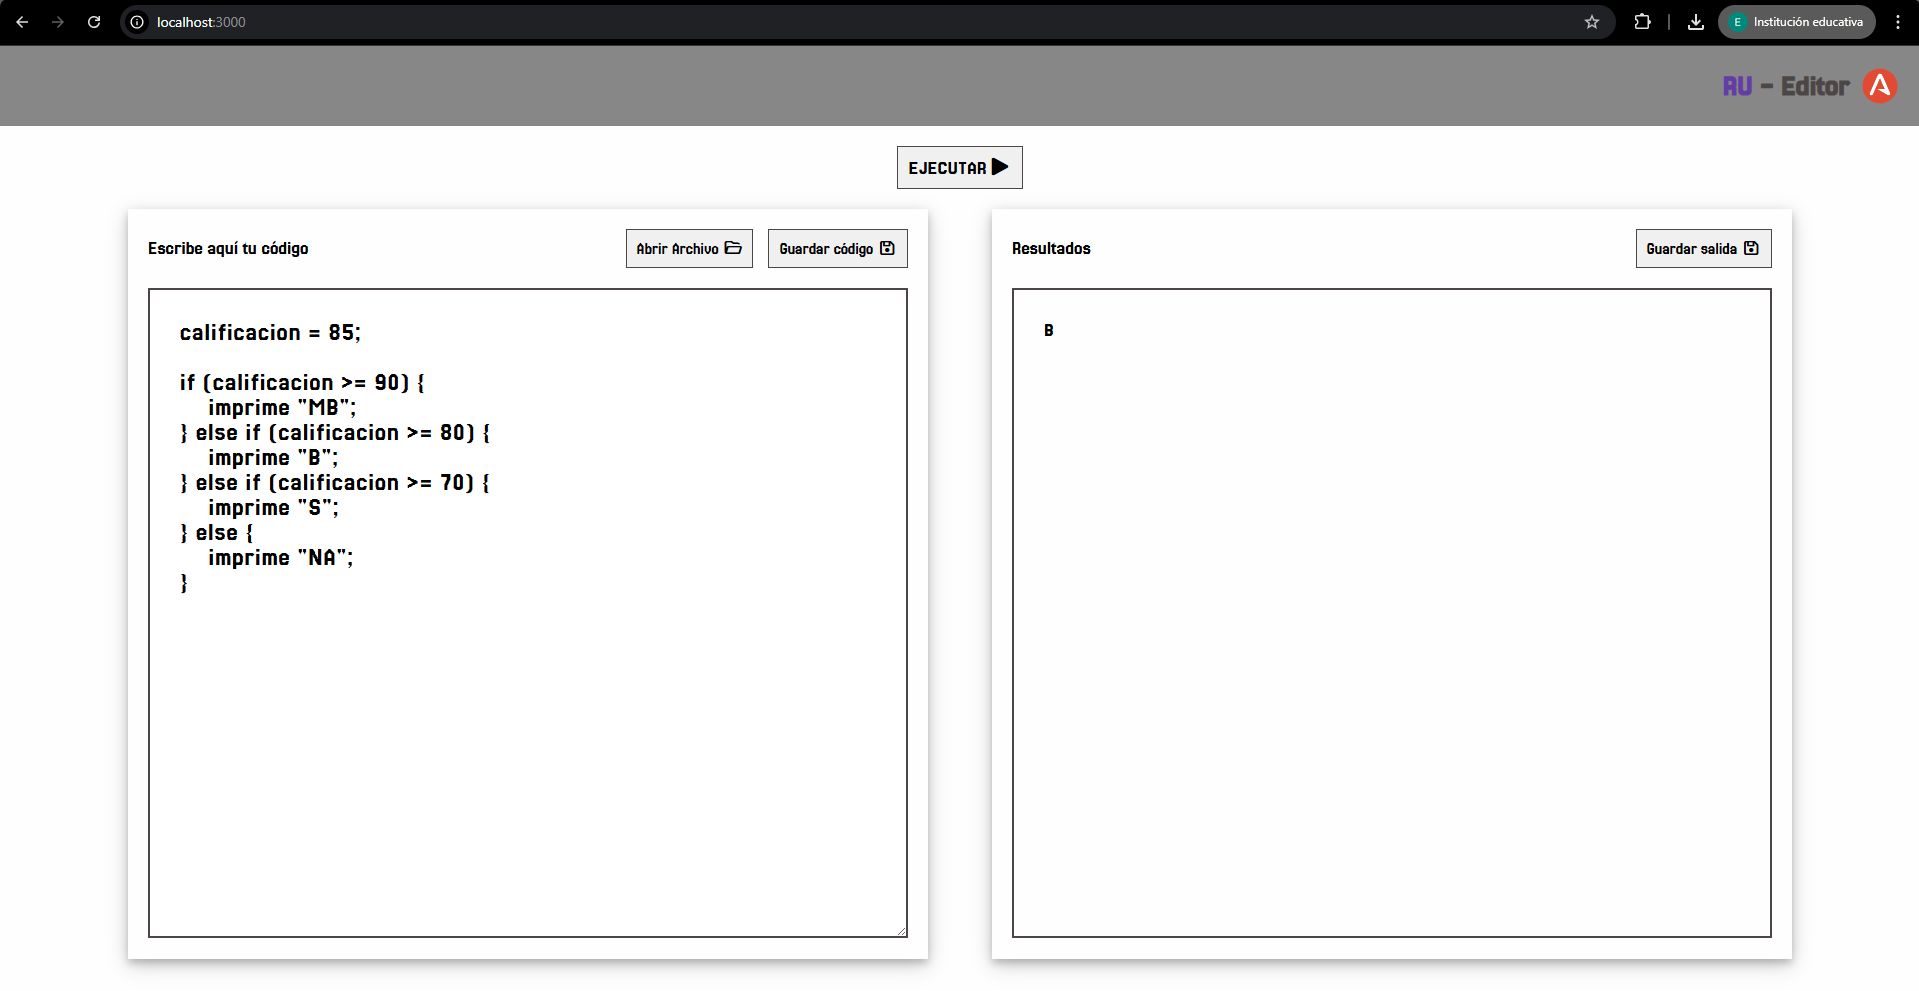 localhost:3000
E Institución educativa
RU - Editor
EJECUTAR
Escribe aquí tu código
Abrir Archivo
Guardar código
calificacion = 85;
if (calificacion >= 90) {
imprime "MB";
} else if (calificacion >= 80) {
imprime "B";
} else if (calificacion >= 70) {
imprime "S";
} else {
imprime "NA";
}
Resultados
Guardar salida
B